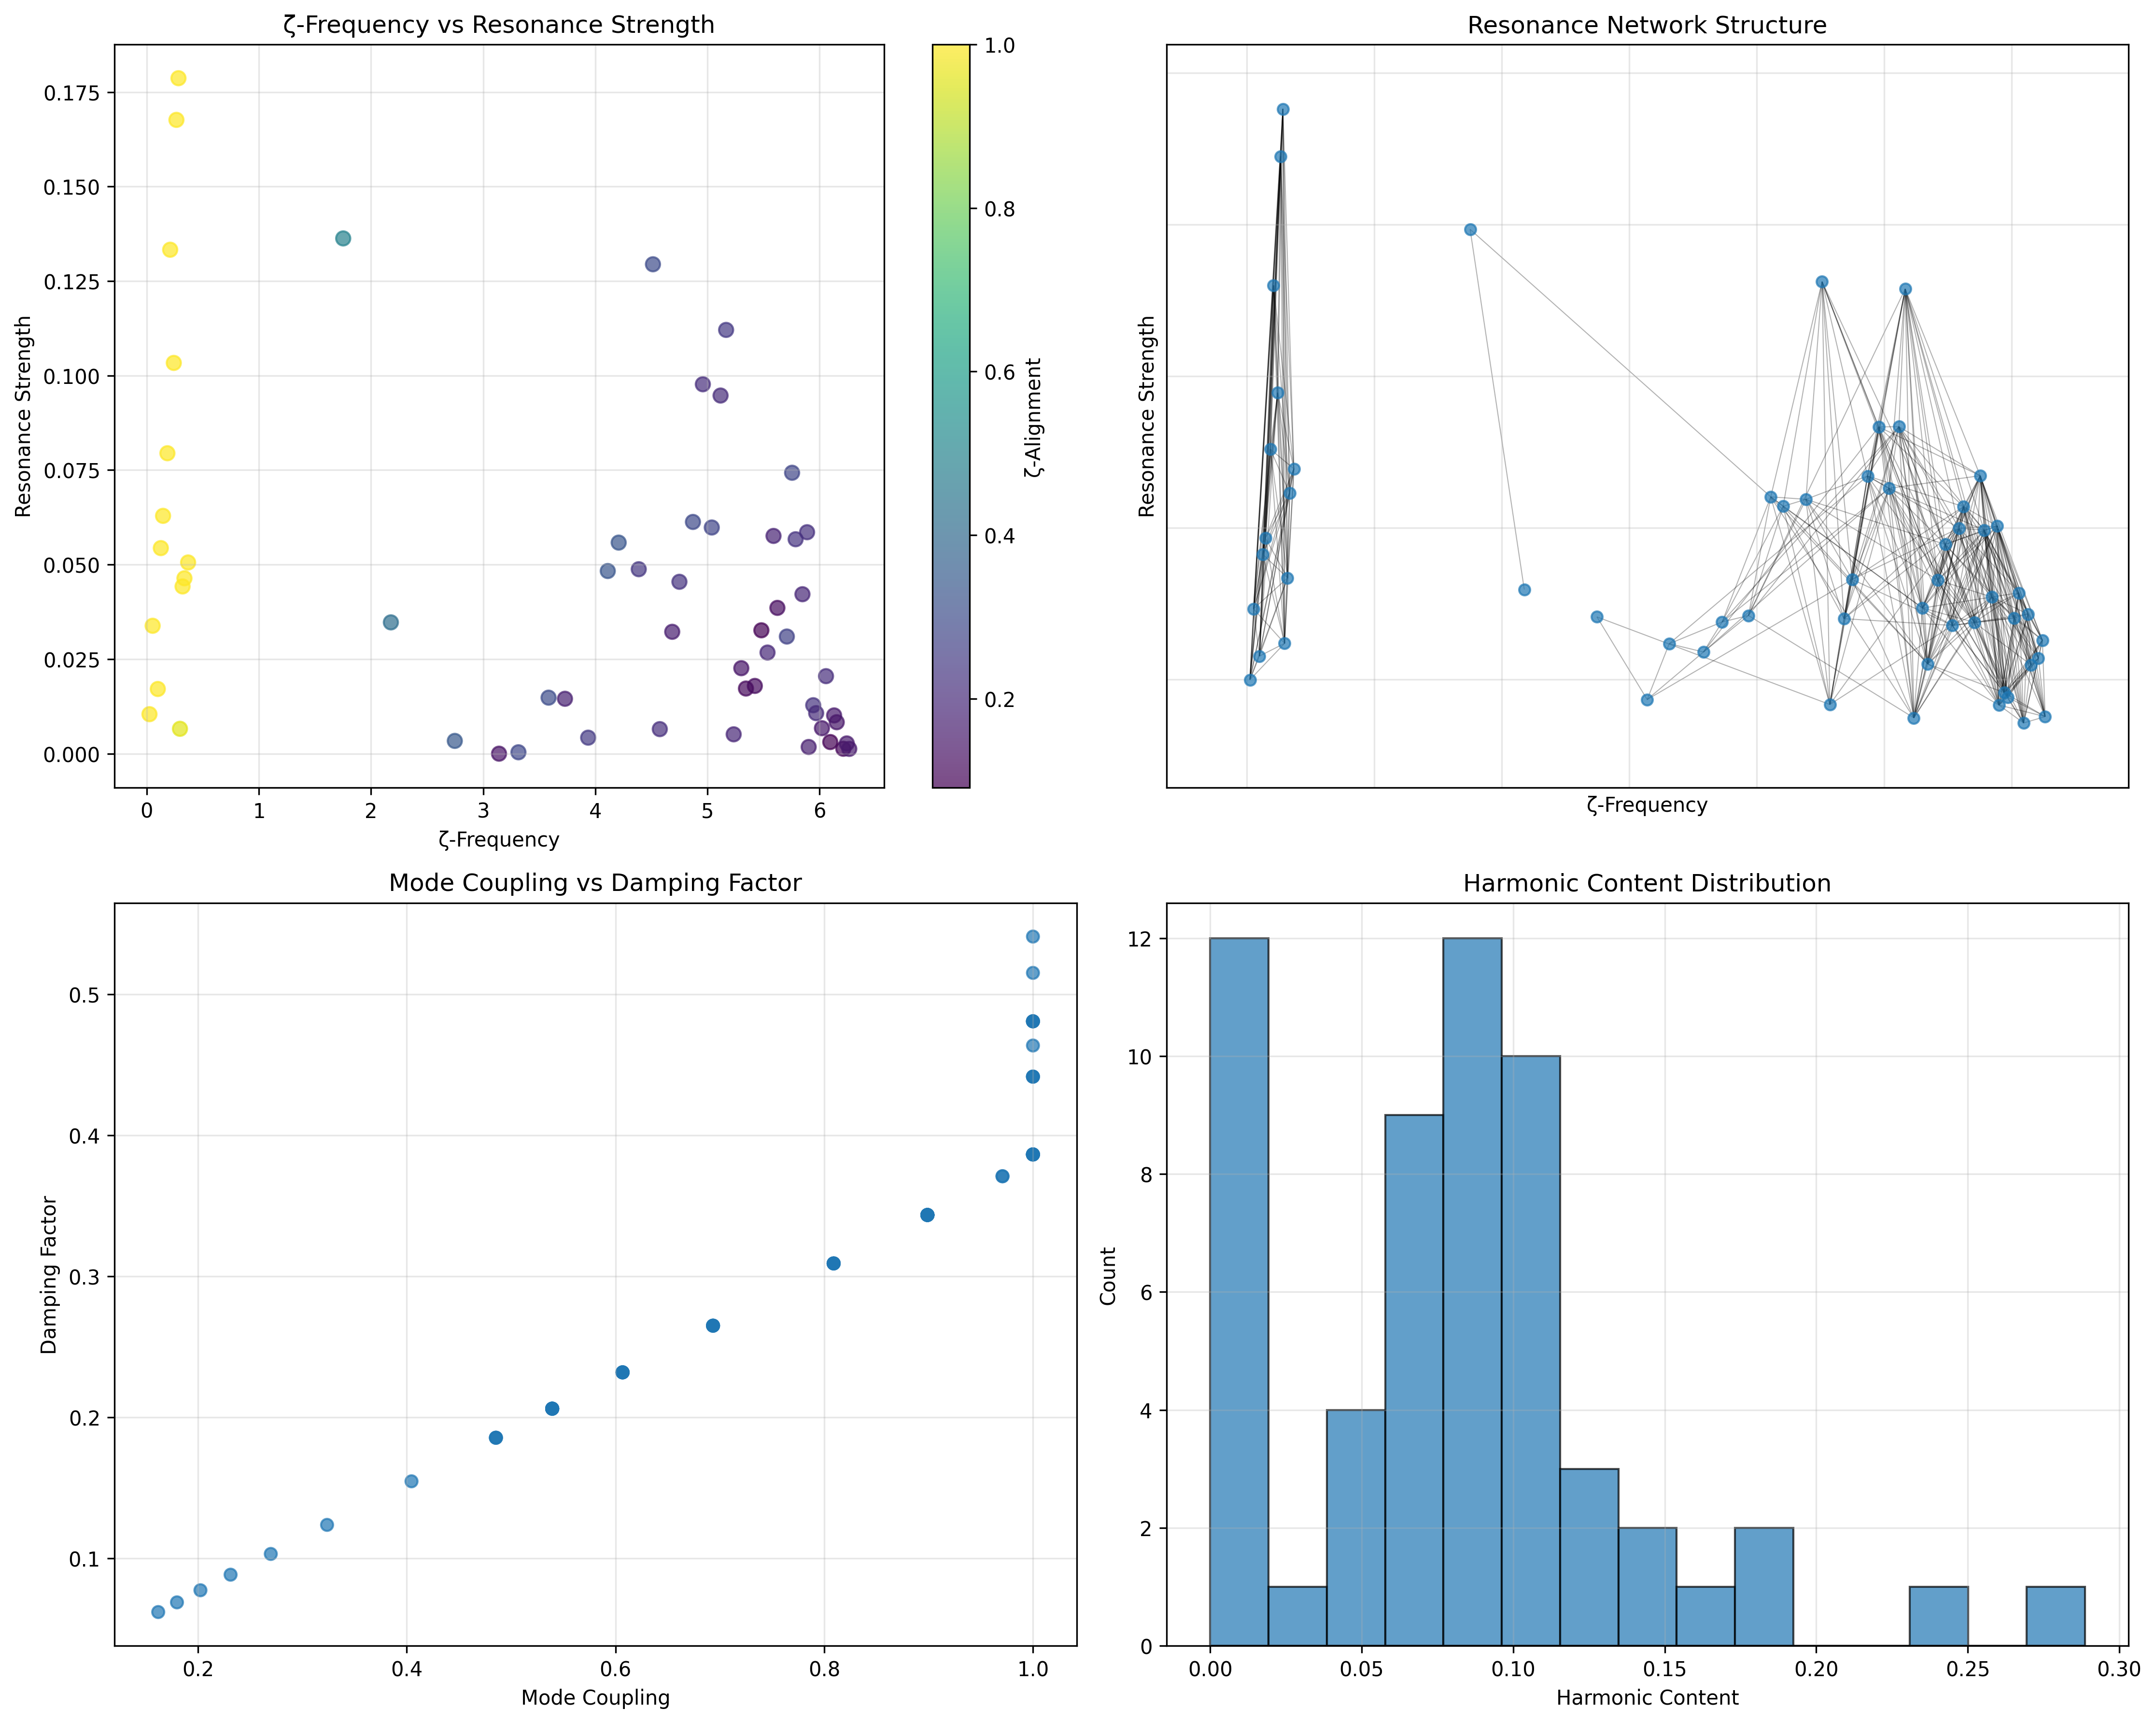 ζ-Frequency vs Resonance Strength
Resonance Strength
0.175
0.150
0.125
0.100
0.075
0.050
0.025
0.000
0 1 2 3 4 5 6
ζ-Frequency
1.0
0.8
0.6
0.4
0.2
ζ-Alignment
Resonance Network Structure
Resonance Strength
ζ-Frequency
Mode Coupling vs Damping Factor
Damping Factor
0.5
0.4
0.3
0.2
0.1
0.2 0.4 0.6 0.8 1.0
Mode Coupling
Harmonic Content Distribution
Count
12
10
8
6
4
2
0
0.00 0.05 0.10 0.15 0.20 0.25 0.30
Harmonic Content